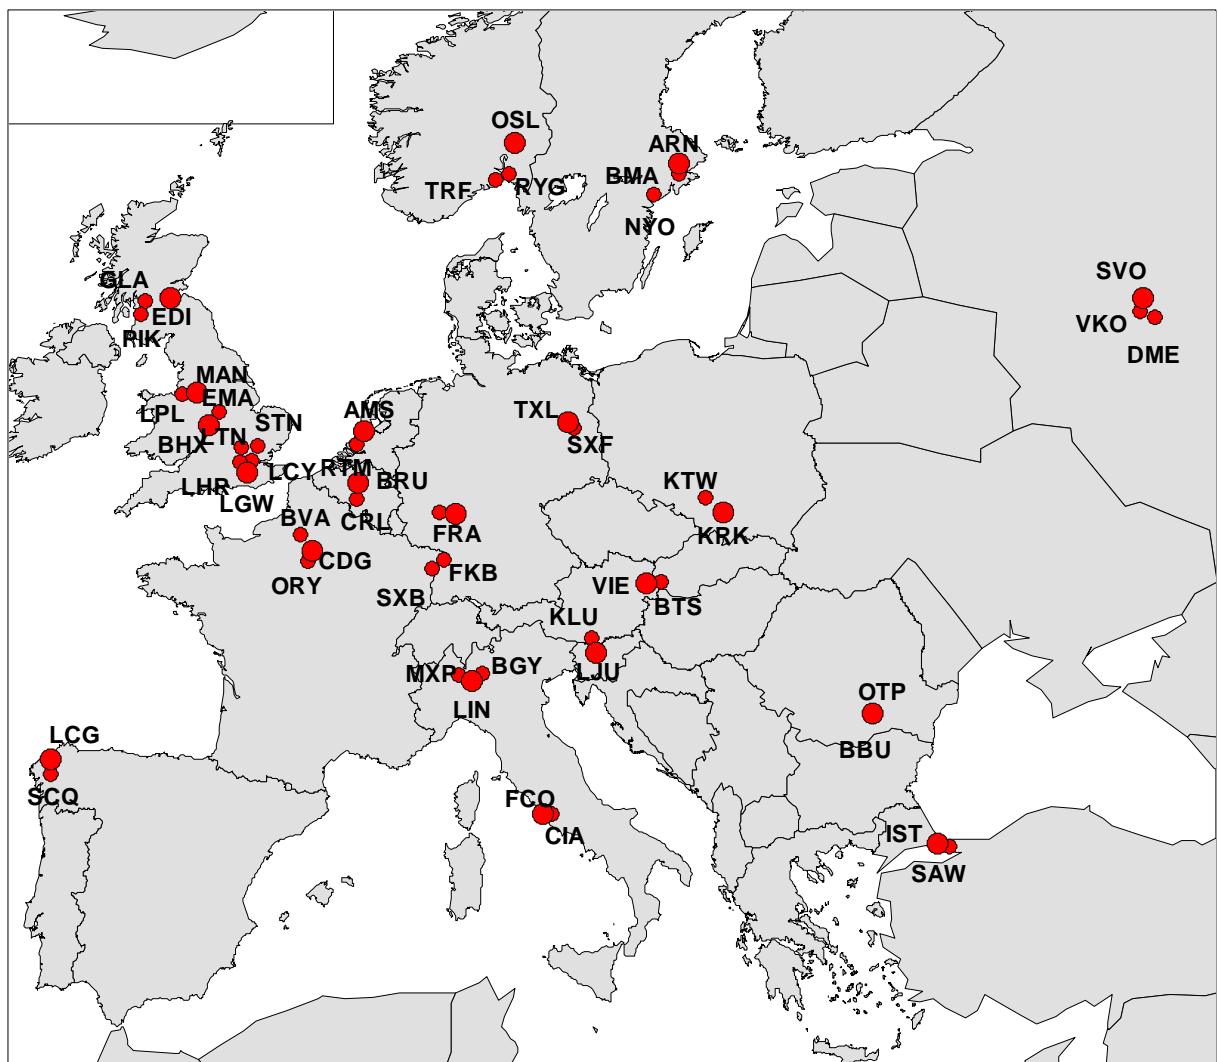 OSL
ARN
BMA
TRF
RYG
NYO
SVO
GLA
EDI
VKO
PIK
DME
MAN
EMA
LPL
AMS
TXL
STN
LTN
BHX
SXF
LCY
RTM
BRU
KTW
LHR
LGW
BVA
CRL
FRA
KRK
CDG
FKB
ORY
VIE
SXB
BTS
KLU
MXP
BGY
LJU
LIN
OTP
LCG
BBU
SCQ
FCO
IST
CIA
SAW